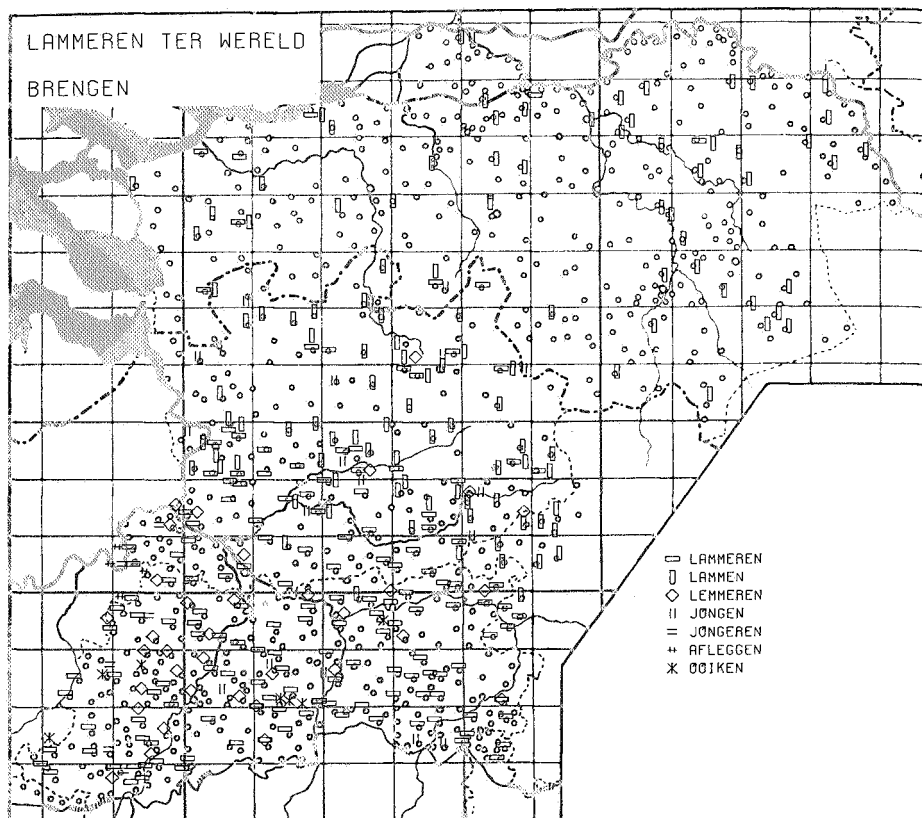 LAMMEREN TER WERELD
BRENGEN
LAMMEREN
LAMMEN
LEMMEREN
JONGEN
JONGEREN
AFLEGGEN
OOIKEN